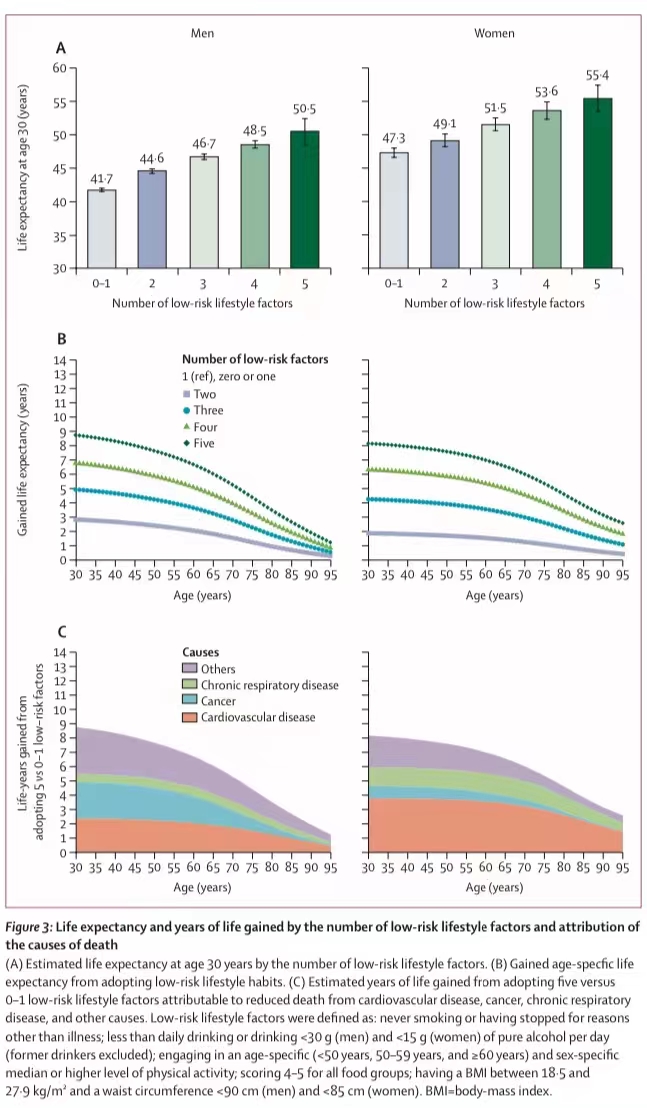 Men
Women
A
Life expectancy at age 30 (years)
60
55
50
45
40
35
30
41·7
44·6
46·7
48·5
50·5
0–1
2
3
4
5
Number of low-risk lifestyle factors
47·3
49·1
51·5
53·6
55·4
0–1
2
3
4
5
Number of low-risk lifestyle factors
B
Gained life expectancy (years)
14
13
12
11
10
9
8
7
6
5
4
3
2
1
0
Number of low-risk factors
1 (ref), zero or one
Two
Three
Four
Five
30 35 40 45 50 55 60 65 70 75 80 85 90 95
Age (years)
30 35 40 45 50 55 60 65 70 75 80 85 90 95
Age (years)
C
Life-years gained from
adopting 5 vs 0–1 low-risk factors
14
13
12
11
10
9
8
7
6
5
4
3
2
1
0
Causes
Others
Chronic respiratory disease
Cancer
Cardiovascular disease
30 35 40 45 50 55 60 65 70 75 80 85 90 95
Age (years)
30 35 40 45 50 55 60 65 70 75 80 85 90 95
Age (years)
Figure 3: Life expectancy and years of life gained by the number of low-risk lifestyle factors and attribution of
the causes of death
(A) Estimated life expectancy at age 30 years by the number of low-risk lifestyle factors. (B) Gained age-specfic life
expectancy from adopting low-risk lifestyle habits. (C) Estimated years of life gained from adopting five versus
0–1 low-risk lifestyle factors attributable to reduced death from cardiovascular disease, cancer, chronic respiratory
disease, and other causes. Low-risk lifestyle factors were defined as: never smoking or having stopped for reasons
other than illness; less than daily drinking or drinking <30 g (men) and <15 g (women) of pure alcohol per day
(former drinkers excluded); engaging in an age-specific (<50 years, 50–59 years, and ≥60 years) and sex-specific
median or higher level of physical activity; scoring 4–5 for all food groups; having a BMI between 18·5 and
27·9 kg/m² and a waist circumference <90 cm (men) and <85 cm (women). BMI=body-mass index.